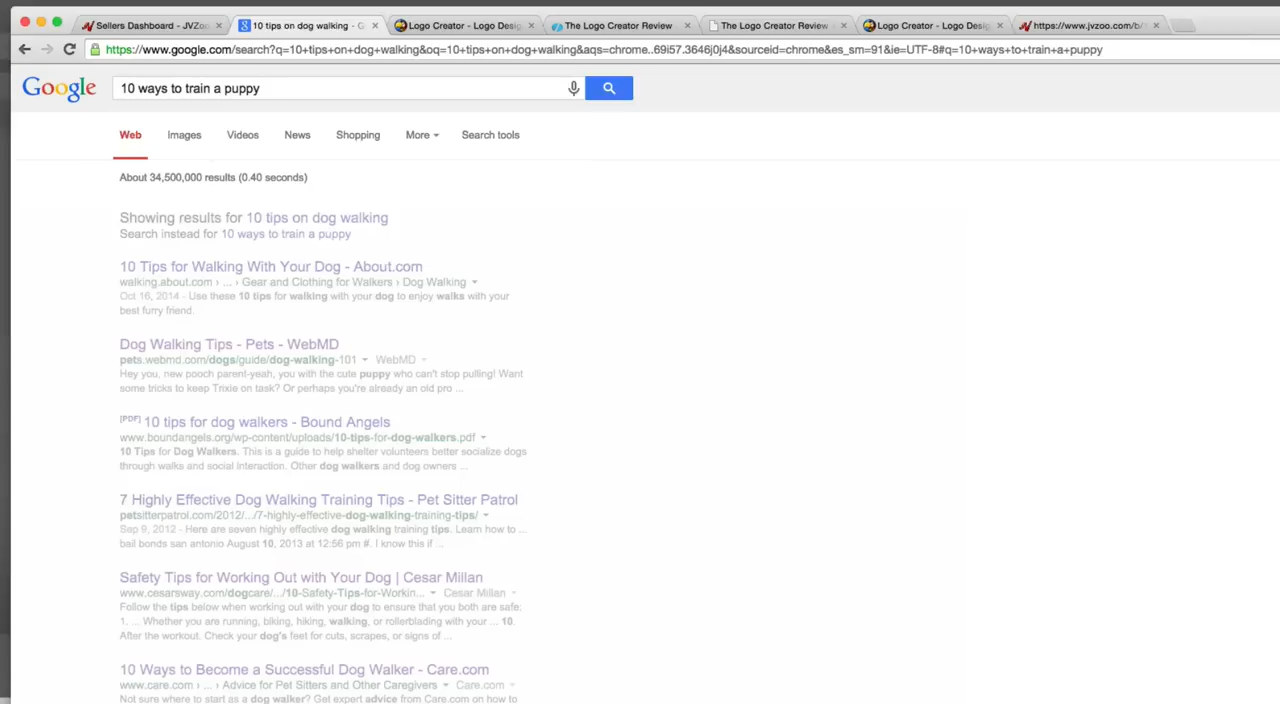 Sellers Dashboard - JVZoo
10 tips on dog walking - G
Logo Creator - Logo Desig
The Logo Creator Review
The Logo Creator Review
Logo Creator - Logo Desig
https://www.jvzoo.com/b/
https://www.google.com/search?q=10+tips+on+dog+walking&oq=10+tips+on+dog+walking&aqs=chrome..69i57.3646j0j4&sourceid=chrome&es_sm=91&ie=UTF-8#q=10+ways+to+train+a+puppy
Google
10 ways to train a puppy
Web Images Videos News Shopping More Search tools
About 34,500,000 results (0.40 seconds)
Showing results for 10 tips on dog walking
Search instead for 10 ways to train a puppy
10 Tips for Walking With Your Dog - About.com
walking.about.com › ... › Gear and Clothing for Walkers › Dog Walking
Oct 16, 2014 - Use these 10 tips for walking with your dog to enjoy walks with your
best furry friend.
Dog Walking Tips - Pets - WebMD
pets.webmd.com/dogs/guide/dog-walking-101 WebMD
Hey you, new pooch parent-yeah, you with the cute puppy who can't stop pulling! Want
some tricks to keep Trixie on task? Or perhaps you're already an old pro ...
[PDF] 10 tips for dog walkers - Bound Angels
www.boundangels.org/wp-content/uploads/10-tips-for-dog-walkers.pdf
10 Tips for Dog Walkers. This is a guide to help shelter volunteers better socialize dogs
through walks and social interaction. Other dog walkers and dog owners ...
7 Highly Effective Dog Walking Training Tips - Pet Sitter Patrol
petsitterpatrol.com/2012/.../7-highly-effective-dog-walking-training-tips/
Sep 9, 2012 - Here are seven highly effective dog walking training tips. Learn how to ...
bail bonds san antonio August 10, 2013 at 12:56 pm #. I know this if ...
Safety Tips for Working Out with Your Dog | Cesar Millan
www.cesarsway.com/dogcare/.../10-Safety-Tips-for-Workin... Cesar Millan
Follow the tips below when working out with your dog to ensure that you both are safe:
1. ... Whether you are running, biking, hiking, walking, or rollerblading with your ... 10.
After the workout. Check your dog's feet for cuts, scrapes, or signs of ...
10 Ways to Become a Successful Dog Walker - Care.com
www.care.com › ... › Advice for Pet Sitters and Other Caregivers Care.com
Not sure where to start as a dog walker? Get expert advice from Care.com on how to